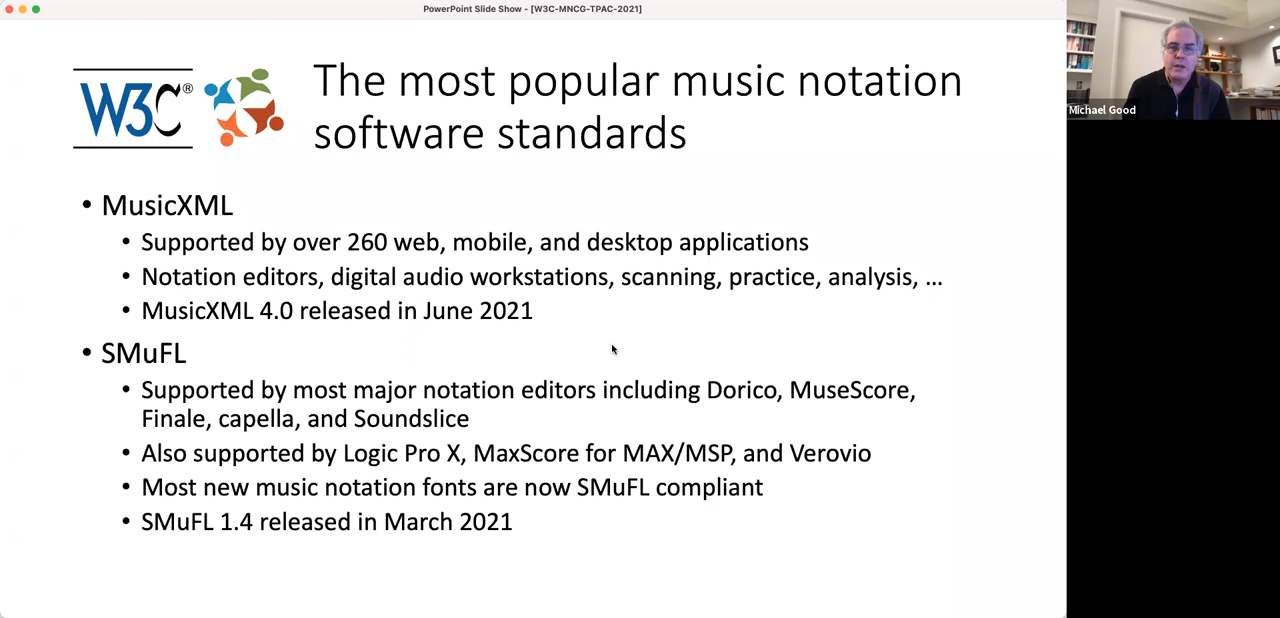 PowerPoint Slide Show - [W3C-MNCG-TPAC-2021]
W3C®
The most popular music notation
software standards
• MusicXML
• Supported by over 260 web, mobile, and desktop applications
• Notation editors, digital audio workstations, scanning, practice, analysis, ...
• MusicXML 4.0 released in June 2021
• SMuFL
• Supported by most major notation editors including Dorico, MuseScore,
Finale, capella, and Soundslice
• Also supported by Logic Pro X, MaxScore for MAX/MSP, and Verovio
• Most new music notation fonts are now SMuFL compliant
• SMuFL 1.4 released in March 2021
Michael Good